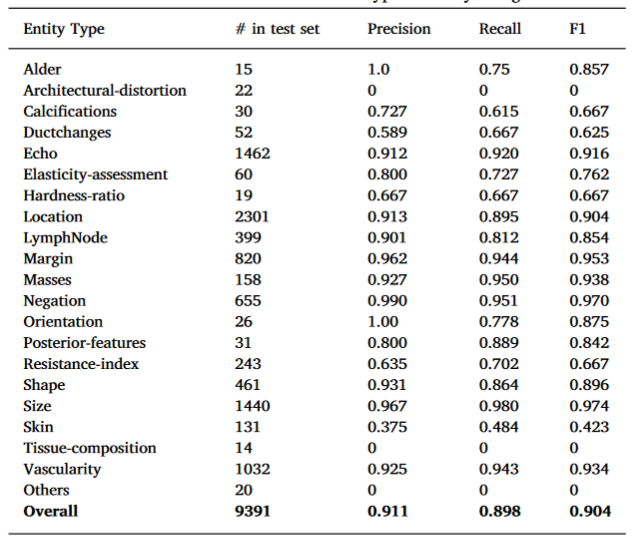 Entity Type # in test set Precision Recall F1
Alder 15 1.0 0.75 0.857
Architectural-distortion 22 0 0 0
Calcifications 30 0.727 0.615 0.667
Ductchanges 52 0.589 0.667 0.625
Echo 1462 0.912 0.920 0.916
Elasticity-assessment 60 0.800 0.727 0.762
Hardness-ratio 19 0.667 0.667 0.667
Location 2301 0.913 0.895 0.904
LymphNode 399 0.901 0.812 0.854
Margin 820 0.962 0.944 0.953
Masses 158 0.927 0.950 0.938
Negation 655 0.990 0.951 0.970
Orientation 26 1.00 0.778 0.875
Posterior-features 31 0.800 0.889 0.842
Resistance-index 243 0.635 0.702 0.667
Shape 461 0.931 0.864 0.896
Size 1440 0.967 0.980 0.974
Skin 131 0.375 0.484 0.423
Tissue-composition 14 0 0 0
Vascularity 1032 0.925 0.943 0.934
Others 20 0 0 0
Overall 9391 0.911 0.898 0.904